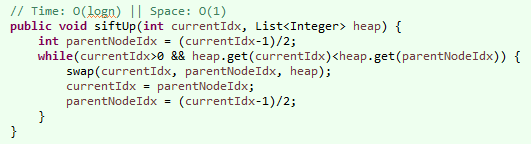 // Time: O(logn) || Space: O(1)
public void siftUp(int currentIdx, List<Integer> heap) {
    int parentNodeIdx = (currentIdx-1)/2;
    while(currentIdx>0 && heap.get(currentIdx)<heap.get(parentNodeIdx)) {
        swap(currentIdx, parentNodeIdx, heap);
        currentIdx = parentNodeIdx;
        parentNodeIdx = (currentIdx-1)/2;
    }
}